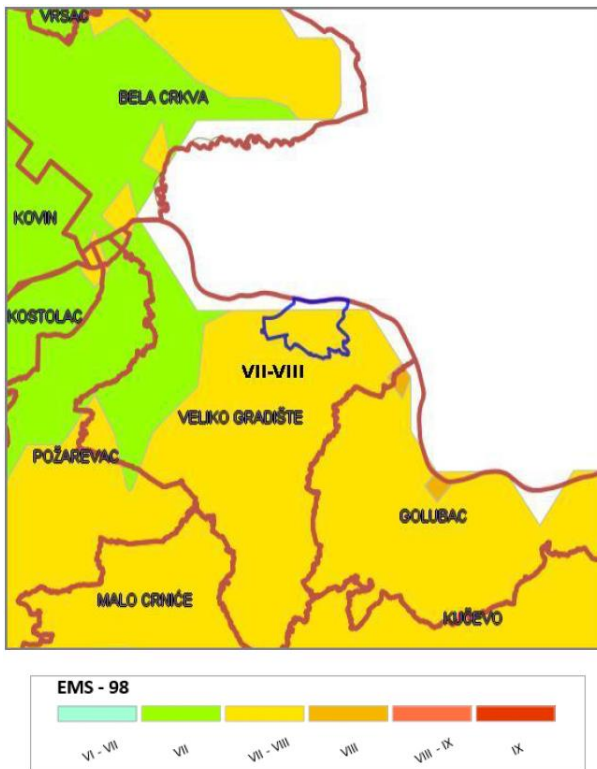 VRŠAC
BELA CRKVA
KOVIN
KOSTOLAC
VII-VIII
VELIKO GRADIŠTE
POŽAREVAC
GOLUBAC
MALO CRNIĆE
KUČEVO
EMS - 98
VI - VII
VII
VII - VIII
VIII
VIII - IX
IX